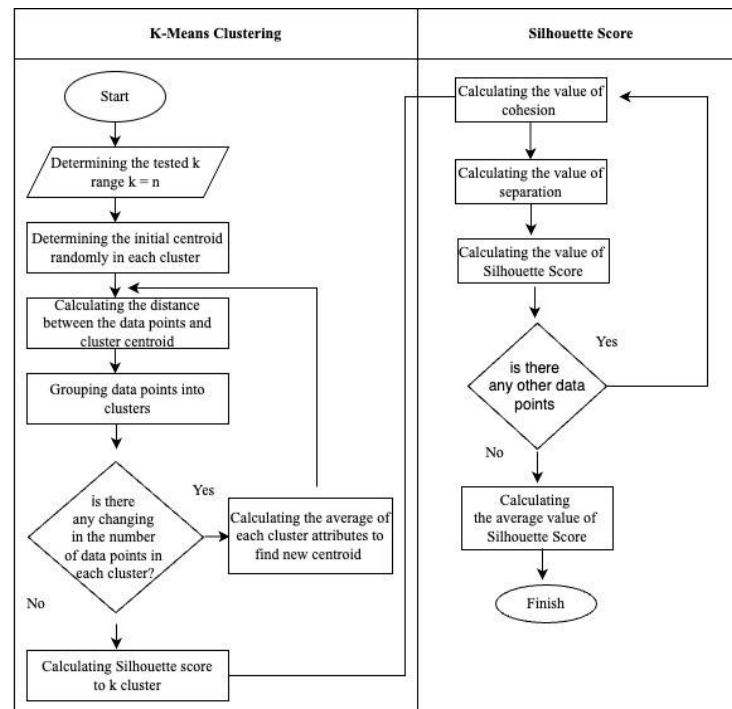 K-Means Clustering
Silhouette Score
Start
Determining the tested k
range k = n
Determining the initial centroid
randomly in each cluster
Calculating the distance
between the data points and
cluster centroid
Grouping data points into
clusters
is there
any changing
in the number
of data points in
each cluster?
Yes
Calculating the average of
each cluster attributes to
find new centroid
No
Calculating Silhouette score
to k cluster
Calculating the value of
cohesion
Calculating the value of
separation
Calculating the value of
Silhouette Score
is there
any other data
points
Yes
No
Calculating
the average value of
Silhouette Score
Finish